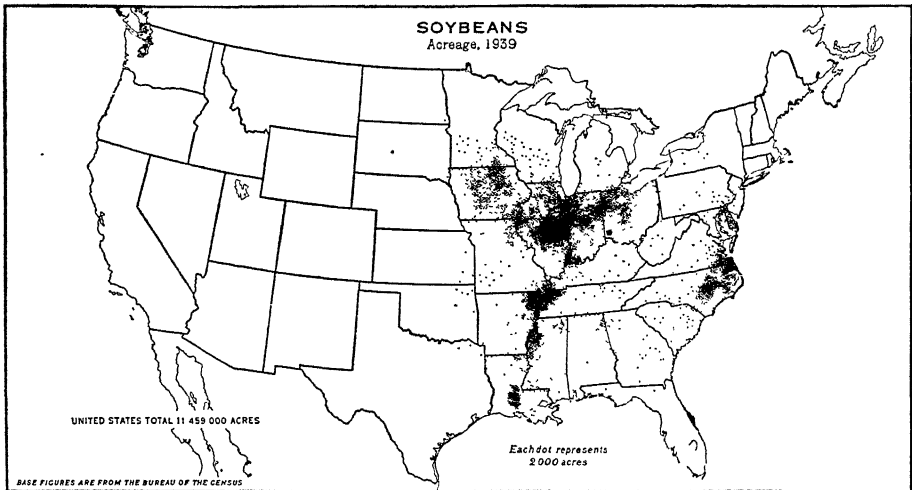 SOYBEANS
Acreage, 1939
UNITED STATES TOTAL 11 459 000 ACRES
Each dot represents
2 000 acres
BASE FIGURES ARE FROM THE BUREAU OF THE CENSUS